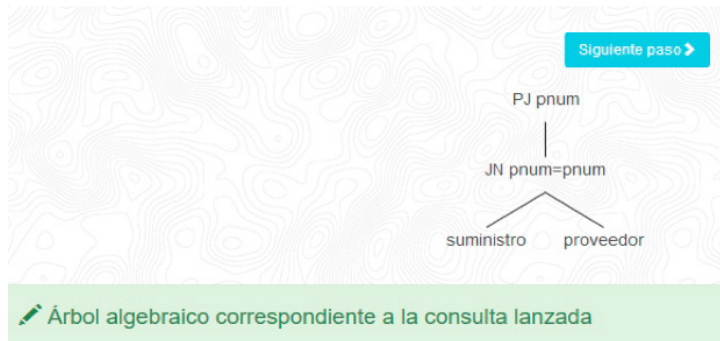 Siguiente paso
PJ pnum
JN pnum=pnum
suministro proveedor
Árbol algebraico correspondiente a la consulta lanzada